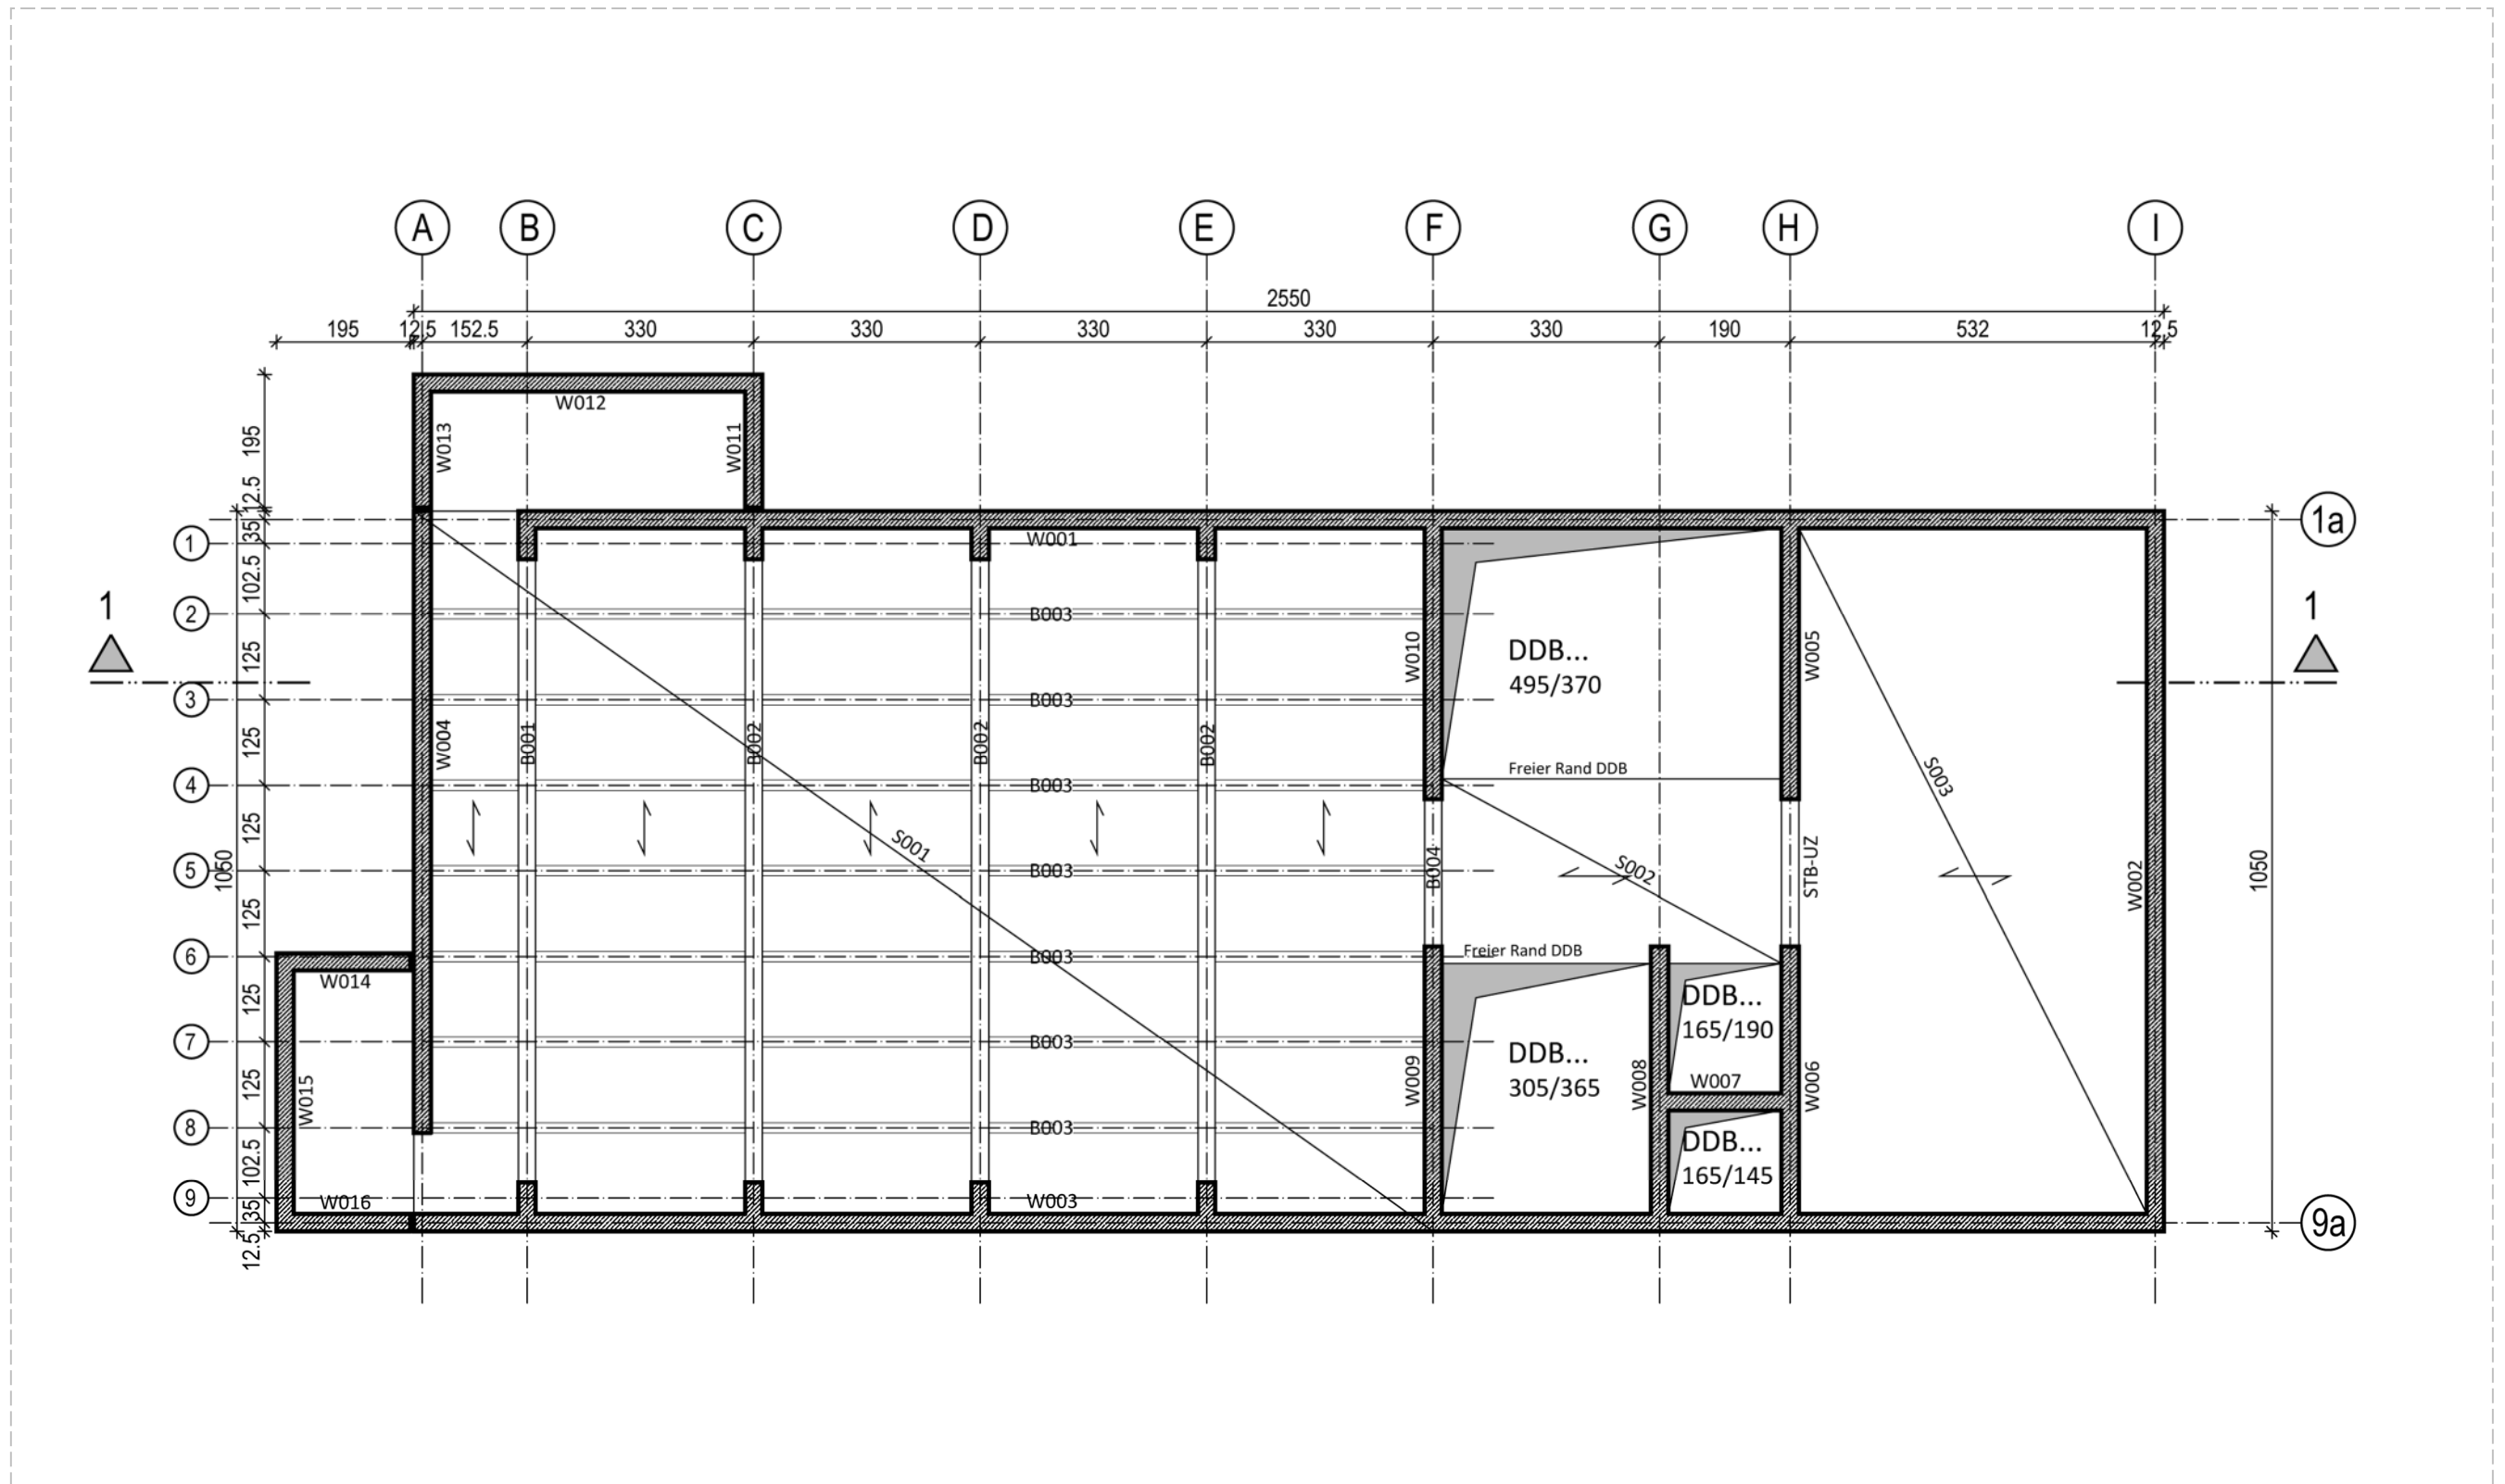 A B C D E F G H I
2550
195 12.5 152.5 330 330 330 330 330 190 532 12.5
W012
W013
W011
195
12.5
35
102.5
125
125
125
125
125
125
102.5
35
12.5
1050
1a
1
W001
1
2
B003
1
W010
DDB...
495/370
W005
3
B003
W004
B001
B002
B002
B002
Freier Rand DDB
4
B003
S003
S001
5
B003
B004
S002
STB-UZ
W002
1050
Freier Rand DDB
6
B003
W014
DDB...
165/190
7
B003
DDB...
305/365
W015
W009
W008
W007
W006
8
B003
DDB...
165/145
9
W016
W003
9a